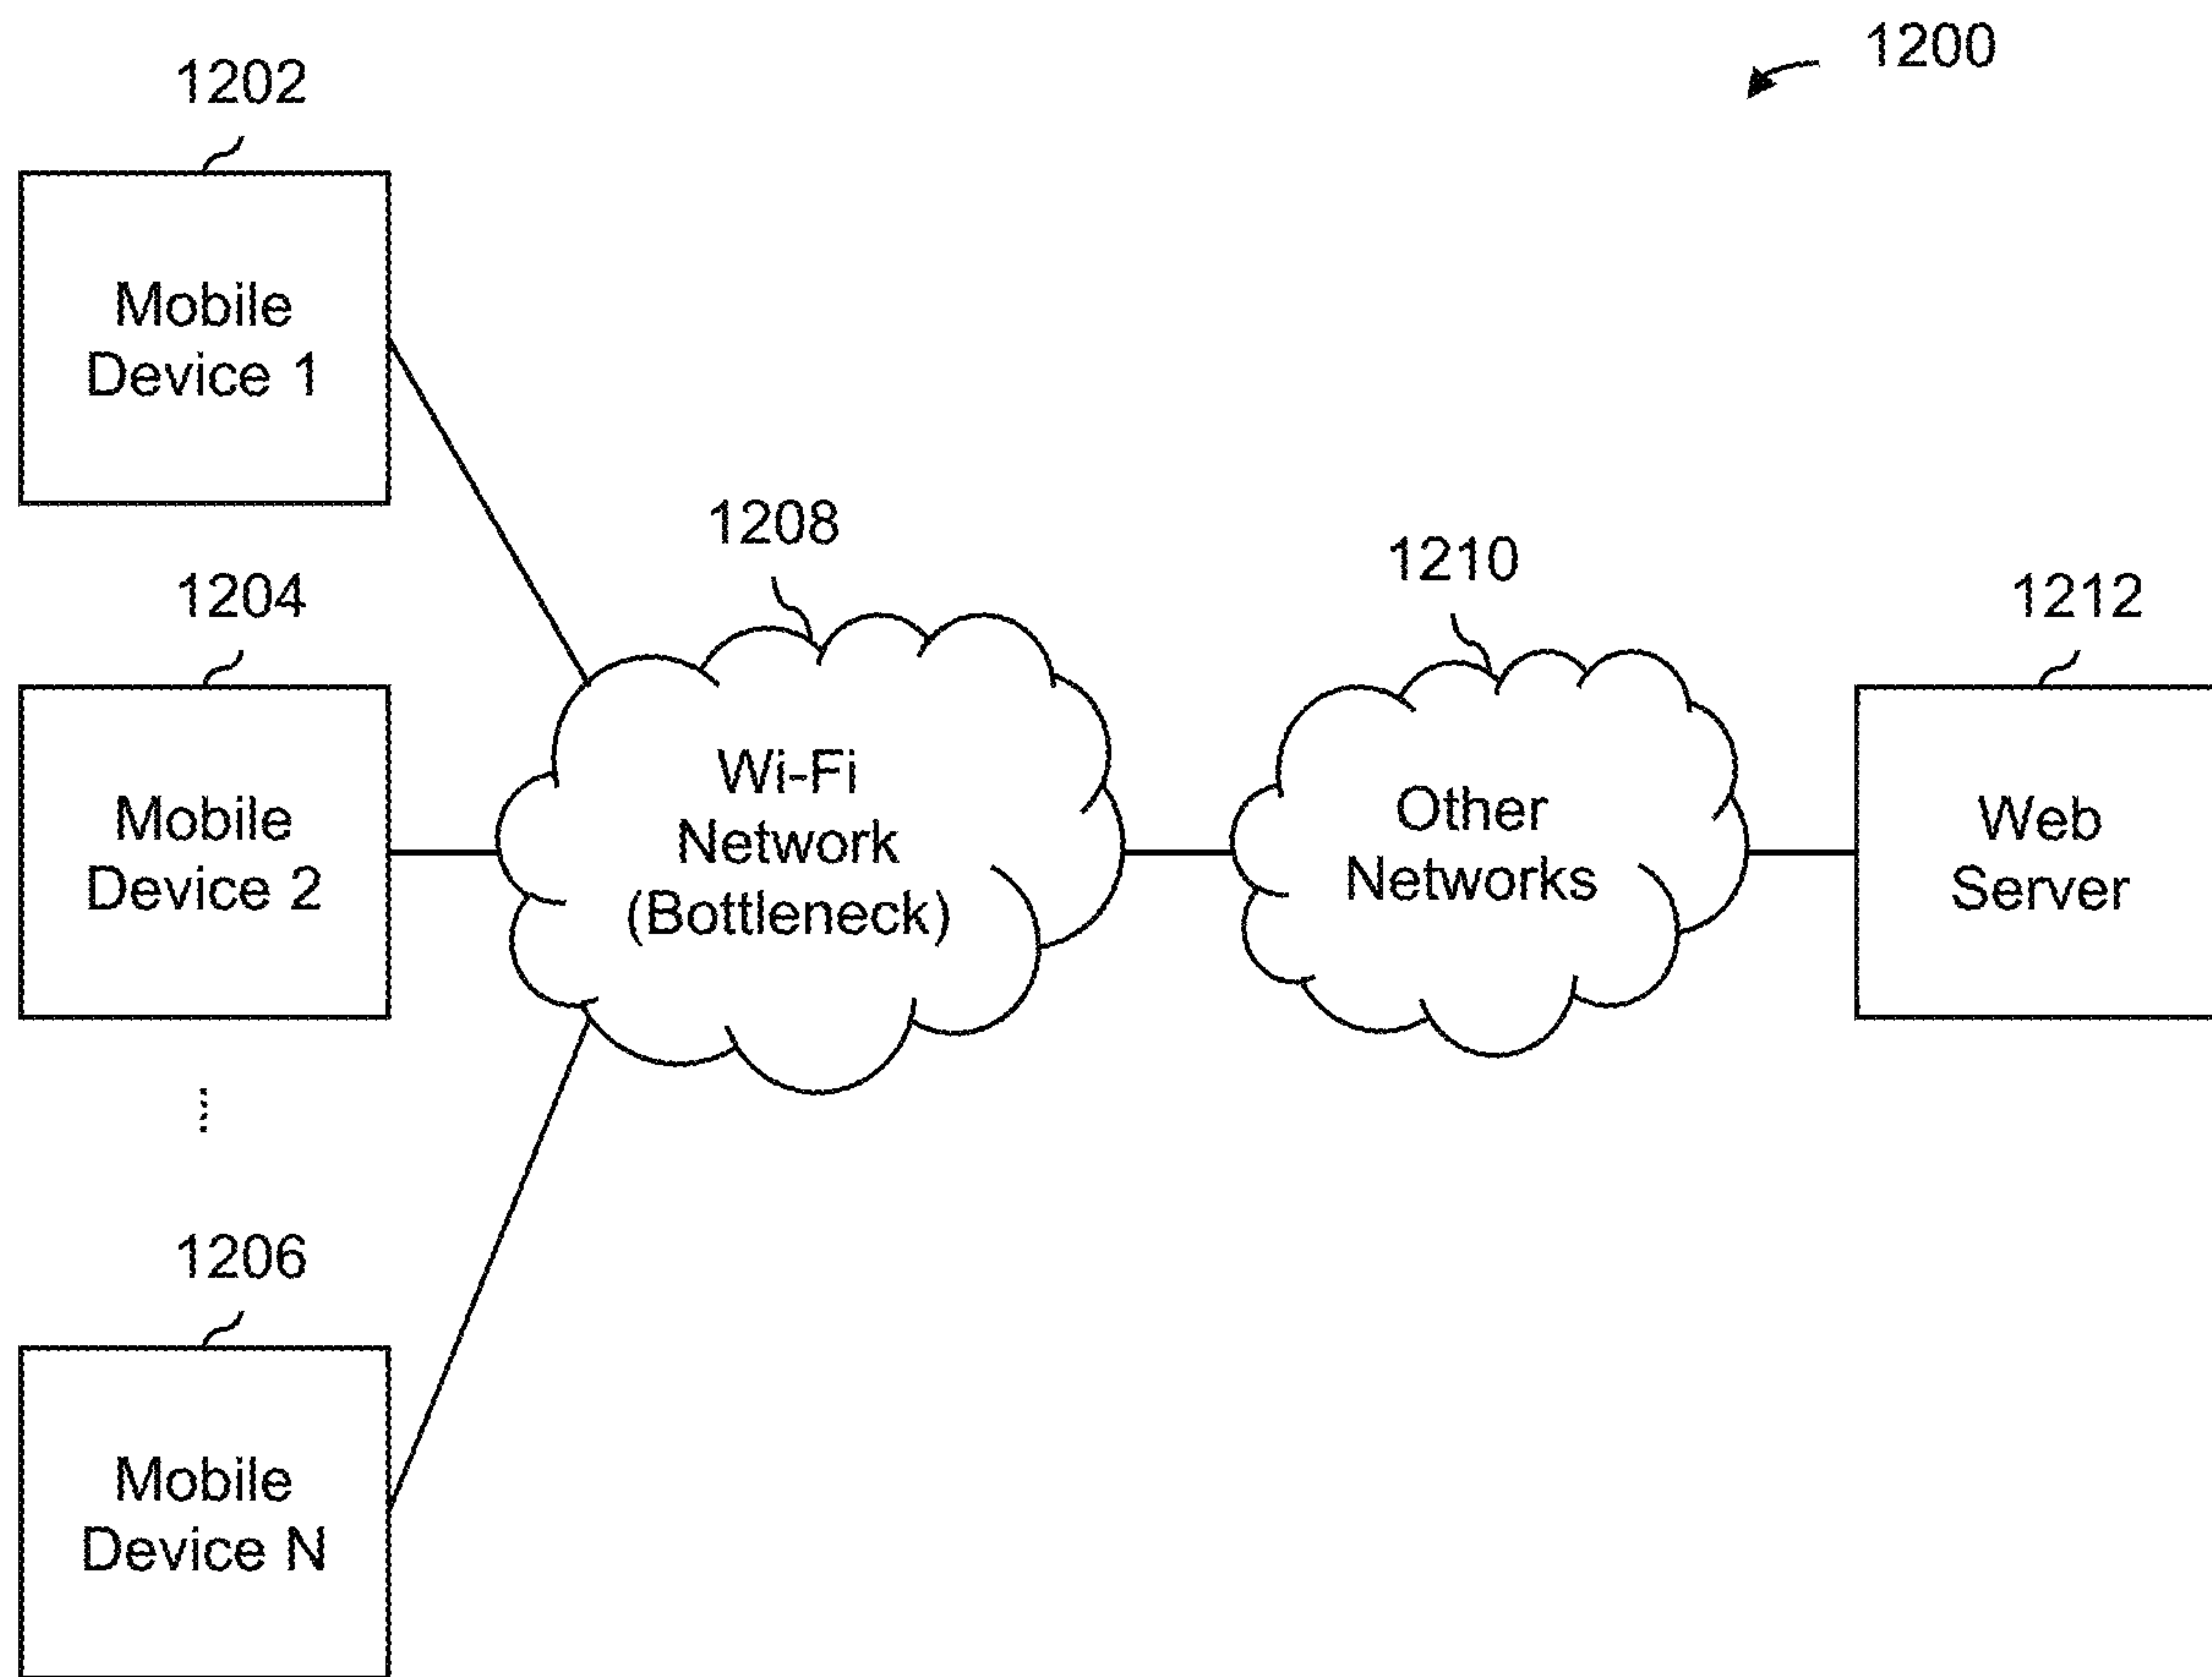 1200
1202
Mobile
Device 1
1208
1210
1204
1212
Wi-Fi
Network
(Bottleneck)
Other
Networks
Mobile
Device 2
Web
Server
...
1206
Mobile
Device N